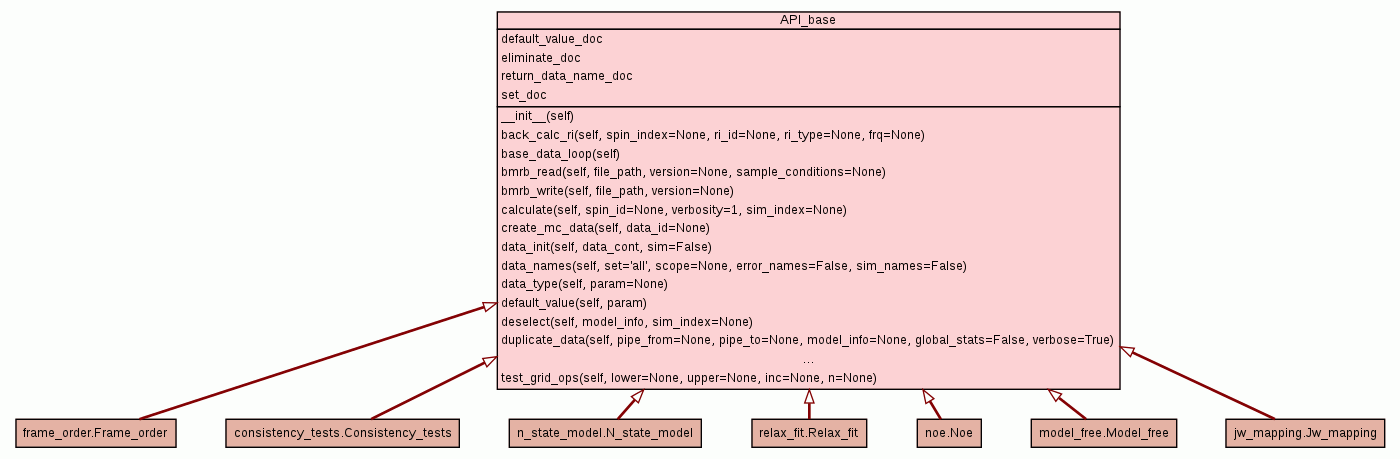 API_base
default_value_doc
eliminate_doc
return_data_name_doc
set_doc
__init__(self)
back_calc_ri(self, spin_index=None, ri_id=None, ri_type=None, frq=None)
base_data_loop(self)
bmrb_read(self, file_path, version=None, sample_conditions=None)
bmrb_write(self, file_path, version=None)
calculate(self, spin_id=None, verbosity=1, sim_index=None)
create_mc_data(self, data_id=None)
data_init(self, data_cont, sim=False)
data_names(self, set='all', scope=None, error_names=False, sim_names=False)
data_type(self, param=None)
default_value(self, param)
deselect(self, model_info, sim_index=None)
duplicate_data(self, pipe_from=None, pipe_to=None, model_info=None, global_stats=False, verbose=True)
...
test_grid_ops(self, lower=None, upper=None, inc=None, n=None)
frame_order.Frame_order
consistency_tests.Consistency_tests
n_state_model.N_state_model
relax_fit.Relax_fit
noe.Noe
model_free.Model_free
jw_mapping.Jw_mapping